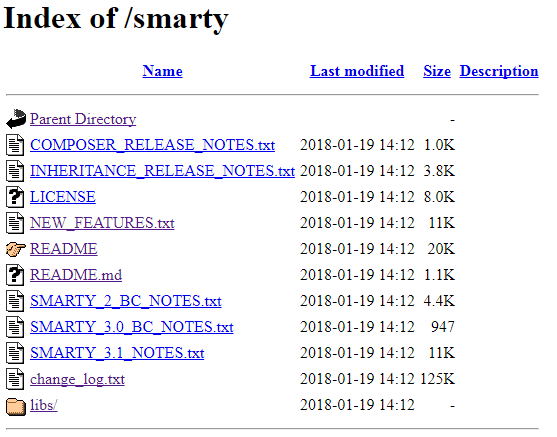 Index of /smarty
Name Last modified Size Description
Parent Directory -
COMPOSER_RELEASE_NOTES.txt 2018-01-19 14:12 1.0K
INHERITANCE_RELEASE_NOTES.txt 2018-01-19 14:12 3.8K
LICENSE 2018-01-19 14:12 8.0K
NEW_FEATURES.txt 2018-01-19 14:12 11K
README 2018-01-19 14:12 20K
README.md 2018-01-19 14:12 1.1K
SMARTY_2_BC_NOTES.txt 2018-01-19 14:12 4.4K
SMARTY_3.0_BC_NOTES.txt 2018-01-19 14:12 947
SMARTY_3.1_NOTES.txt 2018-01-19 14:12 11K
change_log.txt 2018-01-19 14:12 125K
libs/ 2018-01-19 14:12 -